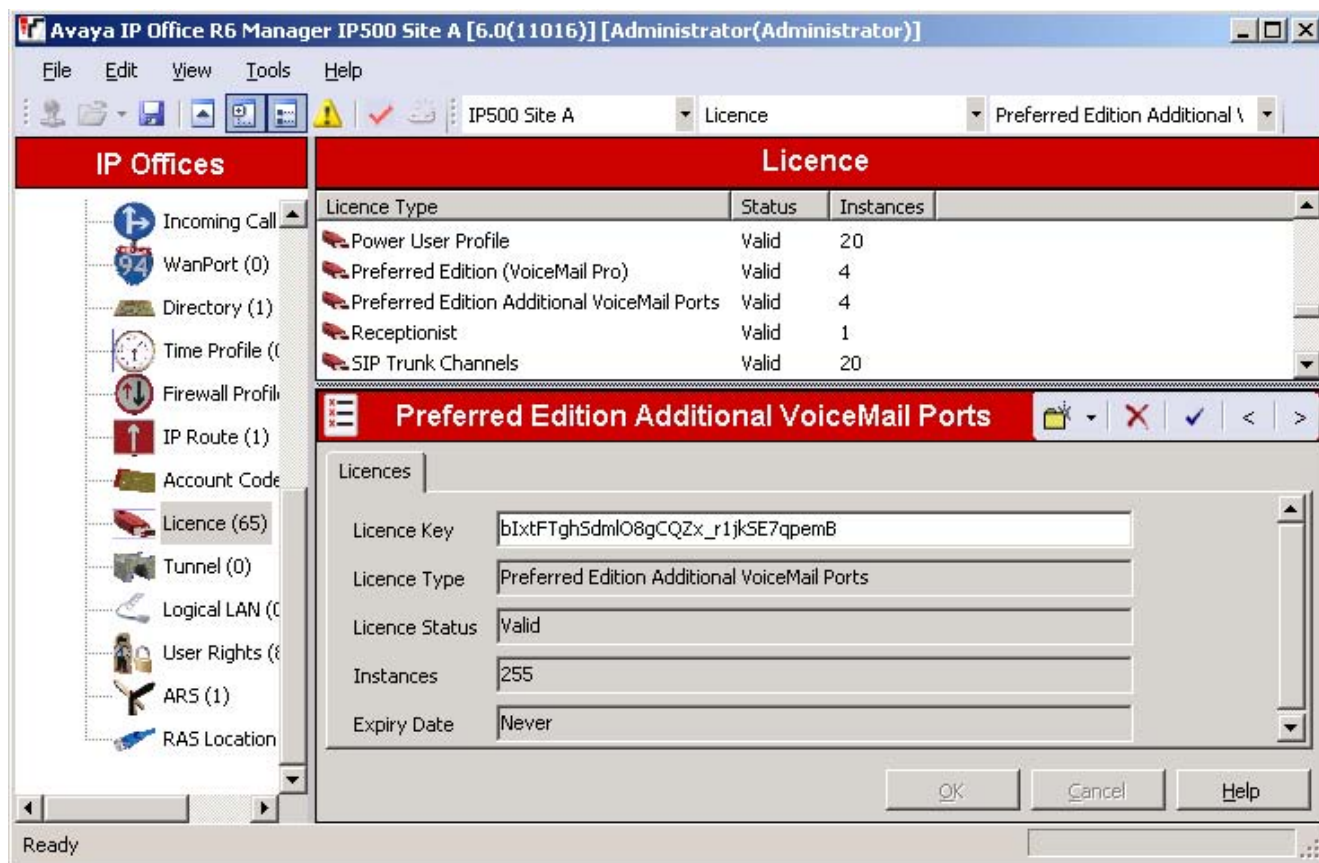 Avaya IP Office R6 Manager IP500 Site A [6.0(11016)] [Administrator(Administrator)]
File Edit View Tools Help
IP500 Site A Licence Preferred Edition Additional \
IP Offices
Incoming Call
WanPort (0)
Directory (1)
Time Profile (0
Firewall Profil
IP Route (1)
Account Code
Licence (65)
Tunnel (0)
Logical LAN (0
User Rights (8
ARS (1)
RAS Location
Licence
Licence Type Status Instances
Power User Profile Valid 20
Preferred Edition (VoiceMail Pro) Valid 4
Preferred Edition Additional VoiceMail Ports Valid 4
Receptionist Valid 1
SIP Trunk Channels Valid 20
Preferred Edition Additional VoiceMail Ports
Licences
Licence Key bIxtFTghSdmlO8gCQZx_r1jkSE7qpemB
Licence Type Preferred Edition Additional VoiceMail Ports
Licence Status Valid
Instances 255
Expiry Date Never
OK Cancel Help
Ready